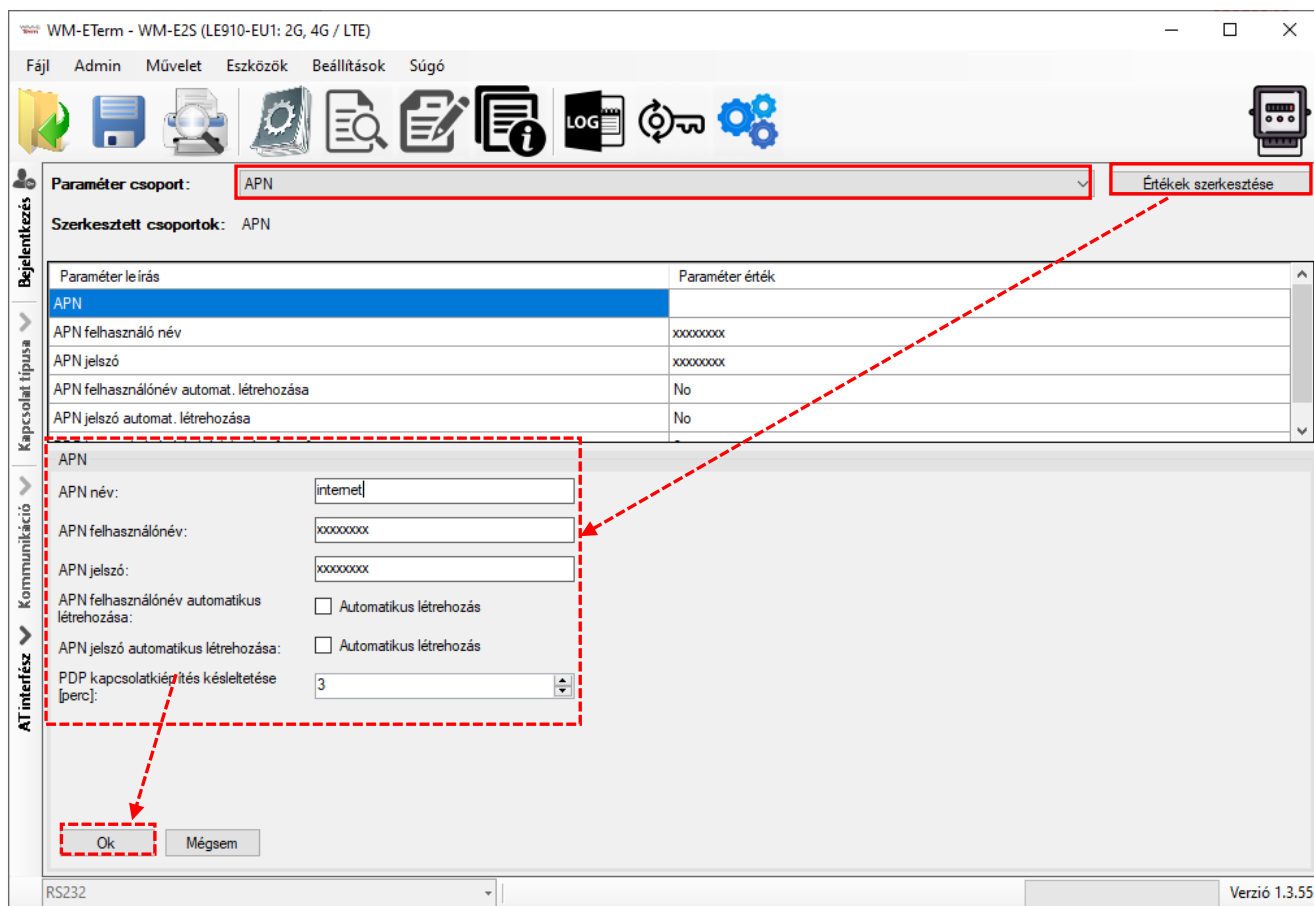 WM-ETerm - WM-E2S (LE910-EU1: 2G, 4G / LTE)
Fájl Admin Művelet Eszközök Beállítások Súgó
LOG
Paraméter csoport: APN Értékek szerkesztése
Szerkesztett csoportok: APN
Paraméter leírás Paraméter érték
APN
APN felhasználó név xxxxxxxx
APN jelszó xxxxxxxx
APN felhasználónév automat. létrehozása No
APN jelszó automat. létrehozása No
APN
APN név: internet
APN felhasználónév: xxxxxxxx
APN jelszó: xxxxxxxx
APN felhasználónév automatikus
létrehozása: Automatikus létrehozás
APN jelszó automatikus létrehozása: Automatikus létrehozás
PDP kapcsolatkiépítés késleltetése
[perc]: 3
Ok Mégsem
Bejelentkezés
Kapcsolat típusa
Kommunikáció
AT interfész
RS232 Verzió 1.3.55